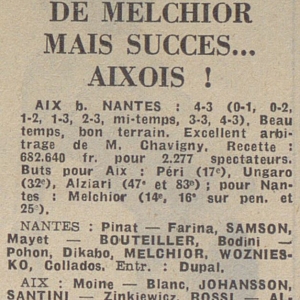 DE MELCHIOR
MAIS SUCCES...
AIXOIS !
AIX b. NANTES : 4-3 (0-1, 0-2,
1-2, 1-3, 2-3, mi-temps, 3-3, 4-3). Beau
temps, bon terrain. Excellent arbi-
trage de M. Chavigny. Recette :
682.640 fr. pour 2.277 spectateurs.
Buts pour Aix : Péri (17e), Ungaro
(32e), Alziari (47e et 83e) ; pour Nan-
tes : Melchior (14e, 16e sur pen. et
25e).
NANTES : Pinat — Farina, SAMSON,
Mayet — BOUTEILLER, Bodini —
Pohon, Dikabo, MELCHIOR, WOZNIES-
KO, Collados. Entr. : Dupal.
AIX : Moine — Blanc, JOHANSSON,
SANTINI — Zinkiewicz, ROSSI — AL